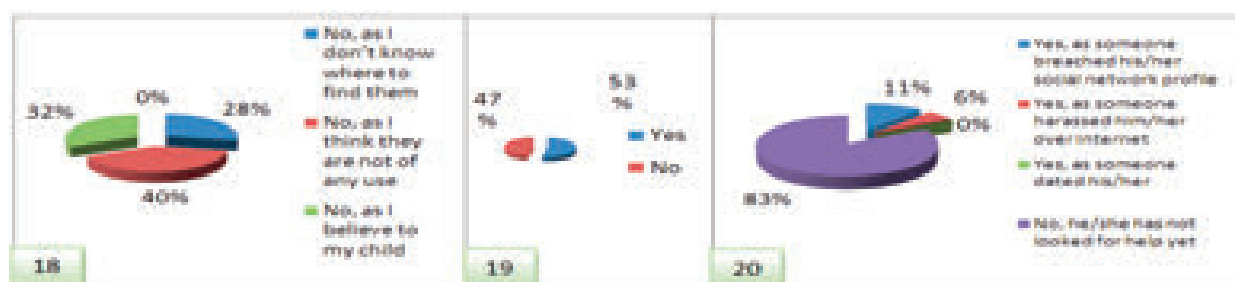 0%
32%
28%
40%
No, as I
don't know
where to
find them
No, as I
think they
are not of
any use
No, as I
believe to
my child
18
47
%
53
%
Yes
No
19
11%
6%
0%
83%
Yes, as someone
breached his/her
social network profile
Yes, as someone
harassed him/her
over Internet
Yes, as someone
dated his/her
No, he/she has not
looked for help yet
20